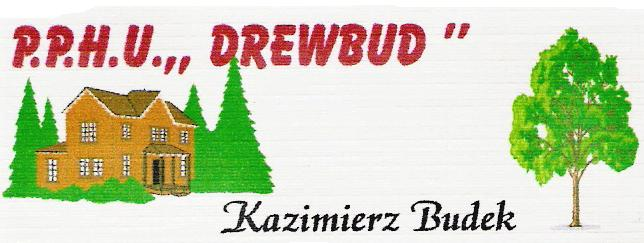 P.P.H.U.,,, DREWBUD ”
Kazimierz Budek